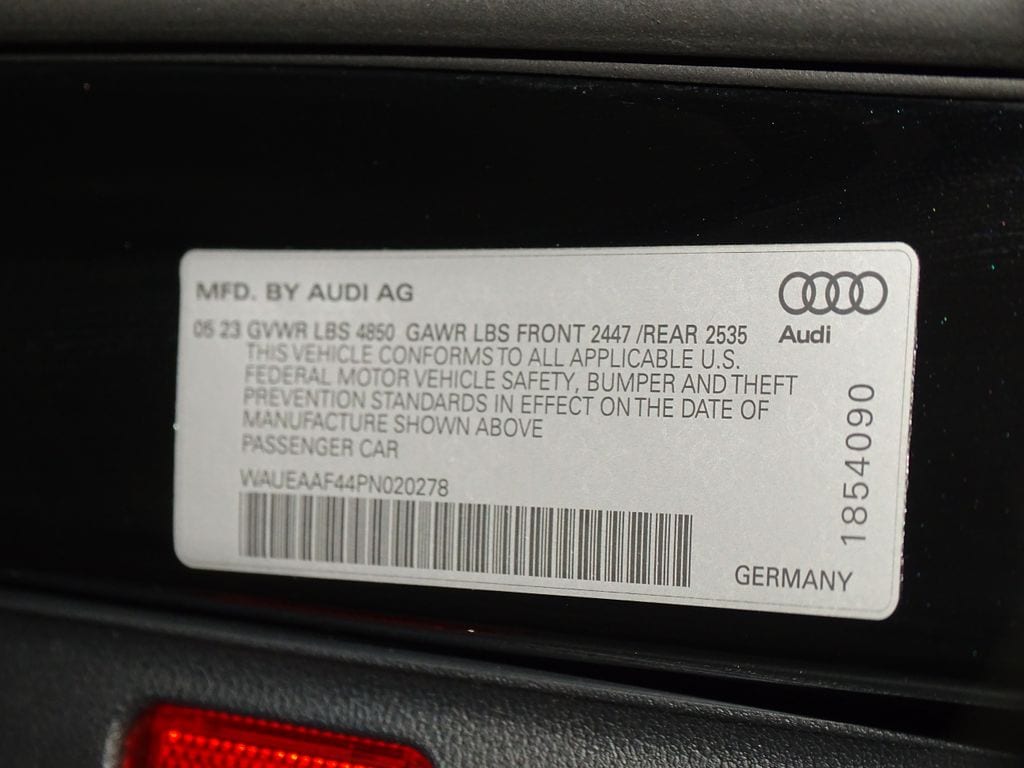 MFD. BY AUDI AG
Audi
05 23 GVWR LBS 4850 GAWR LBS FRONT 2447 /REAR 2535
THIS VEHICLE CONFORMS TO ALL APPLICABLE U.S.
FEDERAL MOTOR VEHICLE SAFETY, BUMPER AND THEFT
PREVENTION STANDARDS IN EFFECT ON THE DATE OF
MANUFACTURE SHOWN ABOVE
PASSENGER CAR
WAUEAAF44PN020278
1854090
GERMANY